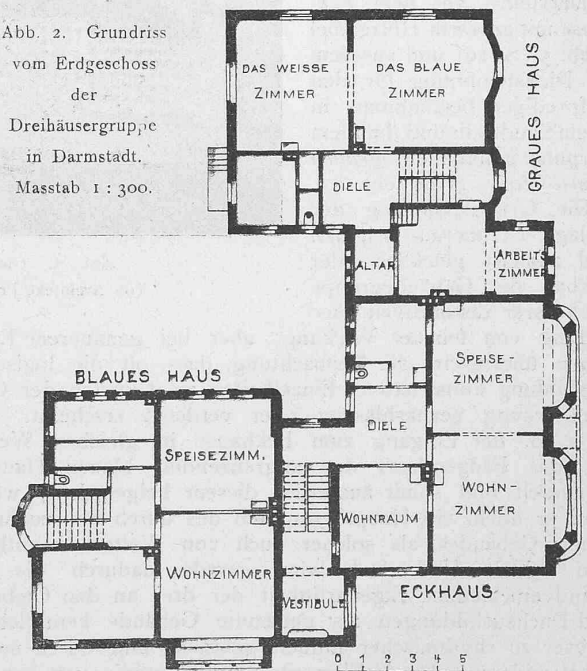 Abb. 2. Grundriss
vom Erdgeschoss
der
Dreihäusergruppe
in Darmstadt.
Masstab 1 : 300.
DAS WEISSE
ZIMMER
DAS BLAUE
ZIMMER
GRAUES HAUS
DIELE
ALTAR
ARBEITS
ZIMMER
SPEISE
ZIMMER
BLAUES HAUS
SPEISEZIMM.
DIELE
WOHN-
ZIMMER
WOHNRAUM
WOHNZIMMER
VESTIBULE
ECKHAUS
0 1 2 3 4 5